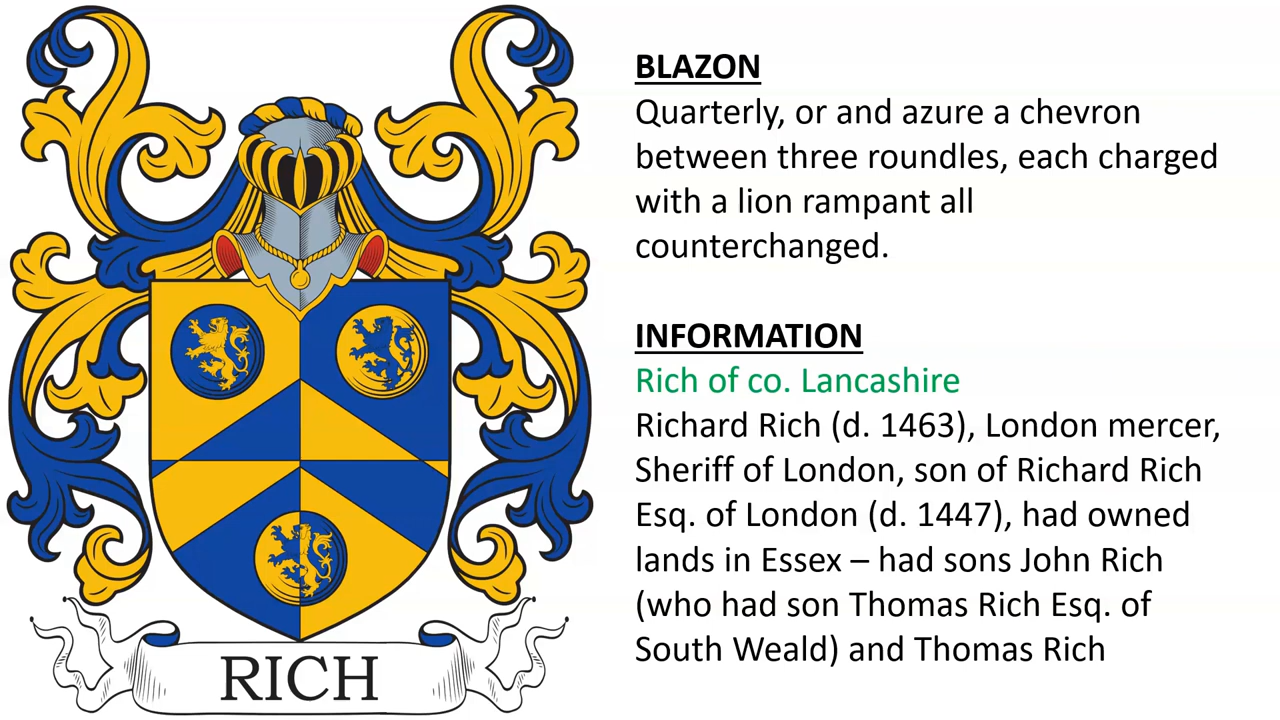 BLAZON
Quarterly, or and azure a chevron
between three roundles, each charged
with a lion rampant all
counterchanged.
INFORMATION
Rich of co. Lancashire
Richard Rich (d. 1463), London mercer,
Sheriff of London, son of Richard Rich
Esq. of London (d. 1447), had owned
lands in Essex – had sons John Rich
(who had son Thomas Rich Esq. of
South Weald) and Thomas Rich
RICH